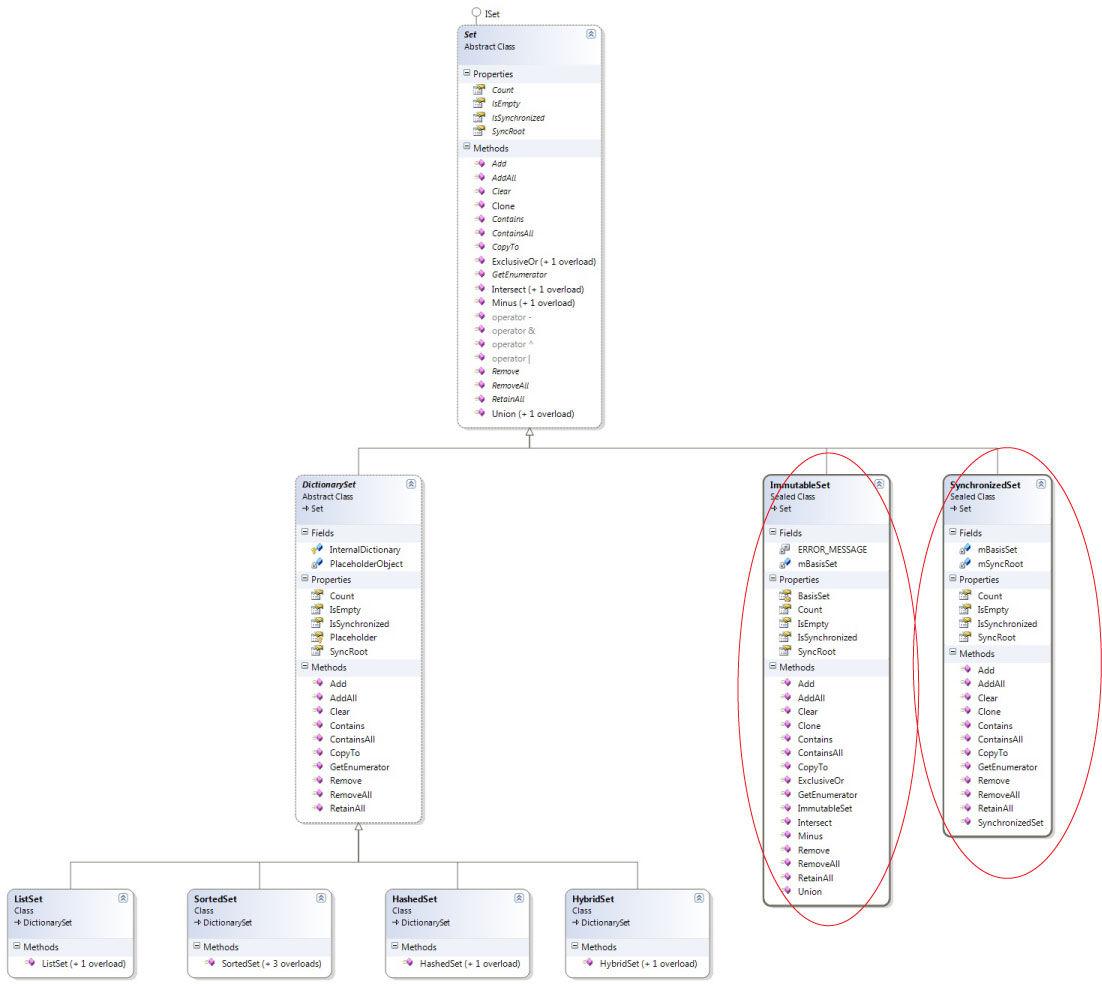 ISet
Set
Abstract Class
Properties
Count
IsEmpty
IsSynchronized
SyncRoot
Methods
Add
AddAll
Clear
Clone
Contains
ContainsAll
CopyTo
ExclusiveOr (+ 1 overload)
GetEnumerator
Intersect (+ 1 overload)
Minus (+ 1 overload)
operator -
operator &
operator ^
operator |
Remove
RemoveAll
RetainAll
Union (+ 1 overload)
DictionarySet
Abstract Class
Set
Fields
InternalDictionary
PlaceholderObject
Properties
Count
IsEmpty
IsSynchronized
Placeholder
SyncRoot
Methods
Add
AddAll
Clear
Contains
ContainsAll
CopyTo
GetEnumerator
Remove
RemoveAll
RetainAll
ImmutableSet
Sealed Class
Set
Fields
ERROR_MESSAGE
mBasisSet
Properties
BasisSet
Count
IsEmpty
IsSynchronized
SyncRoot
Methods
Add
AddAll
Clear
Clone
Contains
ContainsAll
CopyTo
ExclusiveOr
GetEnumerator
ImmutableSet
Intersect
Minus
Remove
RemoveAll
RetainAll
Union
SynchronizedSet
Sealed Class
Set
Fields
mBasisSet
mSyncRoot
Properties
Count
IsEmpty
IsSynchronized
SyncRoot
Methods
Add
AddAll
Clear
Clone
Contains
ContainsAll
CopyTo
GetEnumerator
Remove
RemoveAll
RetainAll
SynchronizedSet
ListSet
Class
DictionarySet
Methods
ListSet (+ 1 overload)
SortedSet
Class
DictionarySet
Methods
SortedSet (+ 3 overloads)
HashedSet
Class
DictionarySet
Methods
HashedSet (+ 1 overload)
HybridSet
Class
DictionarySet
Methods
HybridSet (+ 1 overload)